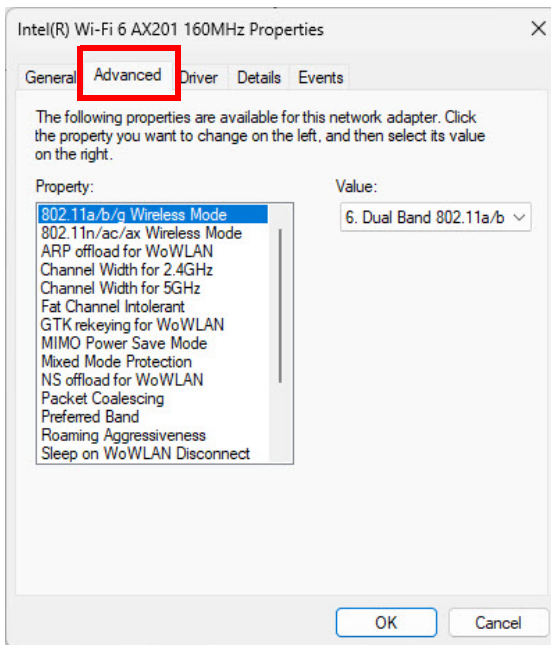 Intel(R) Wi-Fi 6 AX201 160MHz Properties
General Advanced Driver Details Events
The following properties are available for this network adapter. Click
the property you want to change on the left, and then select its value
on the right.
Property:
Value:
802.11a/b/g Wireless Mode
6. Dual Band 802.11a/b
802.11n/ac/ax Wireless Mode
ARP offload for WoWLAN
Channel Width for 2.4GHz
Channel Width for 5GHz
Fat Channel Intolerant
GTK rekeying for WoWLAN
MIMO Power Save Mode
Mixed Mode Protection
NS offload for WoWLAN
Packet Coalescing
Preferred Band
Roaming Aggressiveness
Sleep on WoWLAN Disconnect
OK Cancel